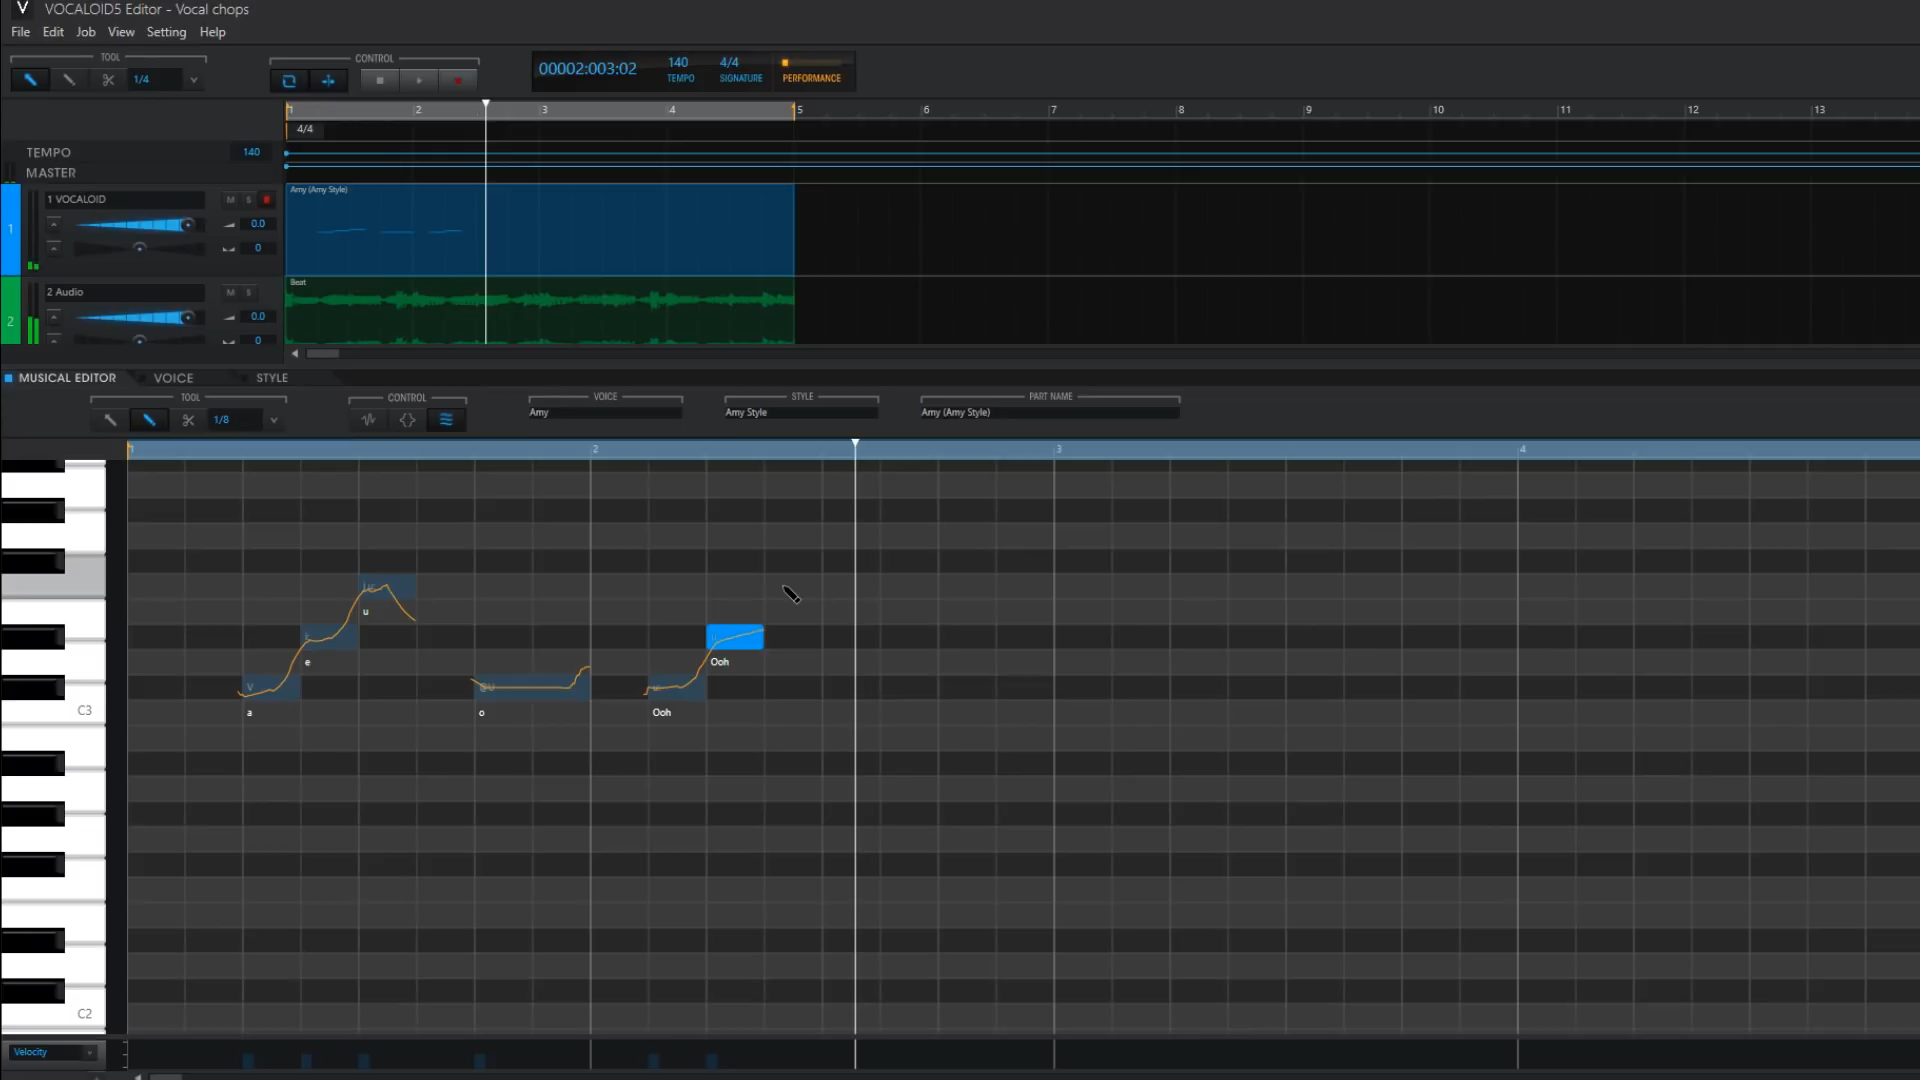 V VOCALOID5 Editor - Vocal chops
File Edit Job View Setting Help
TOOL CONTROL
1/4
00002:003:02 140 4/4
TEMPO SIGNATURE PERFORMANCE
1 2 3 4 5 6 7 8 9 10 11 12 13
4/4
TEMPO 140
MASTER
1 1 VOCALOID M S 0.0 0
Amy (Amy Style)
2 2 Audio M S 0.0 0
Beat
MUSICAL EDITOR VOICE STYLE
TOOL CONTROL VOICE STYLE PART NAME
1/8 Amy Amy Style Amy (Amy Style)
1 2 3 4
u
e Ooh
V
C3
a o Ooh
C2
Velocity